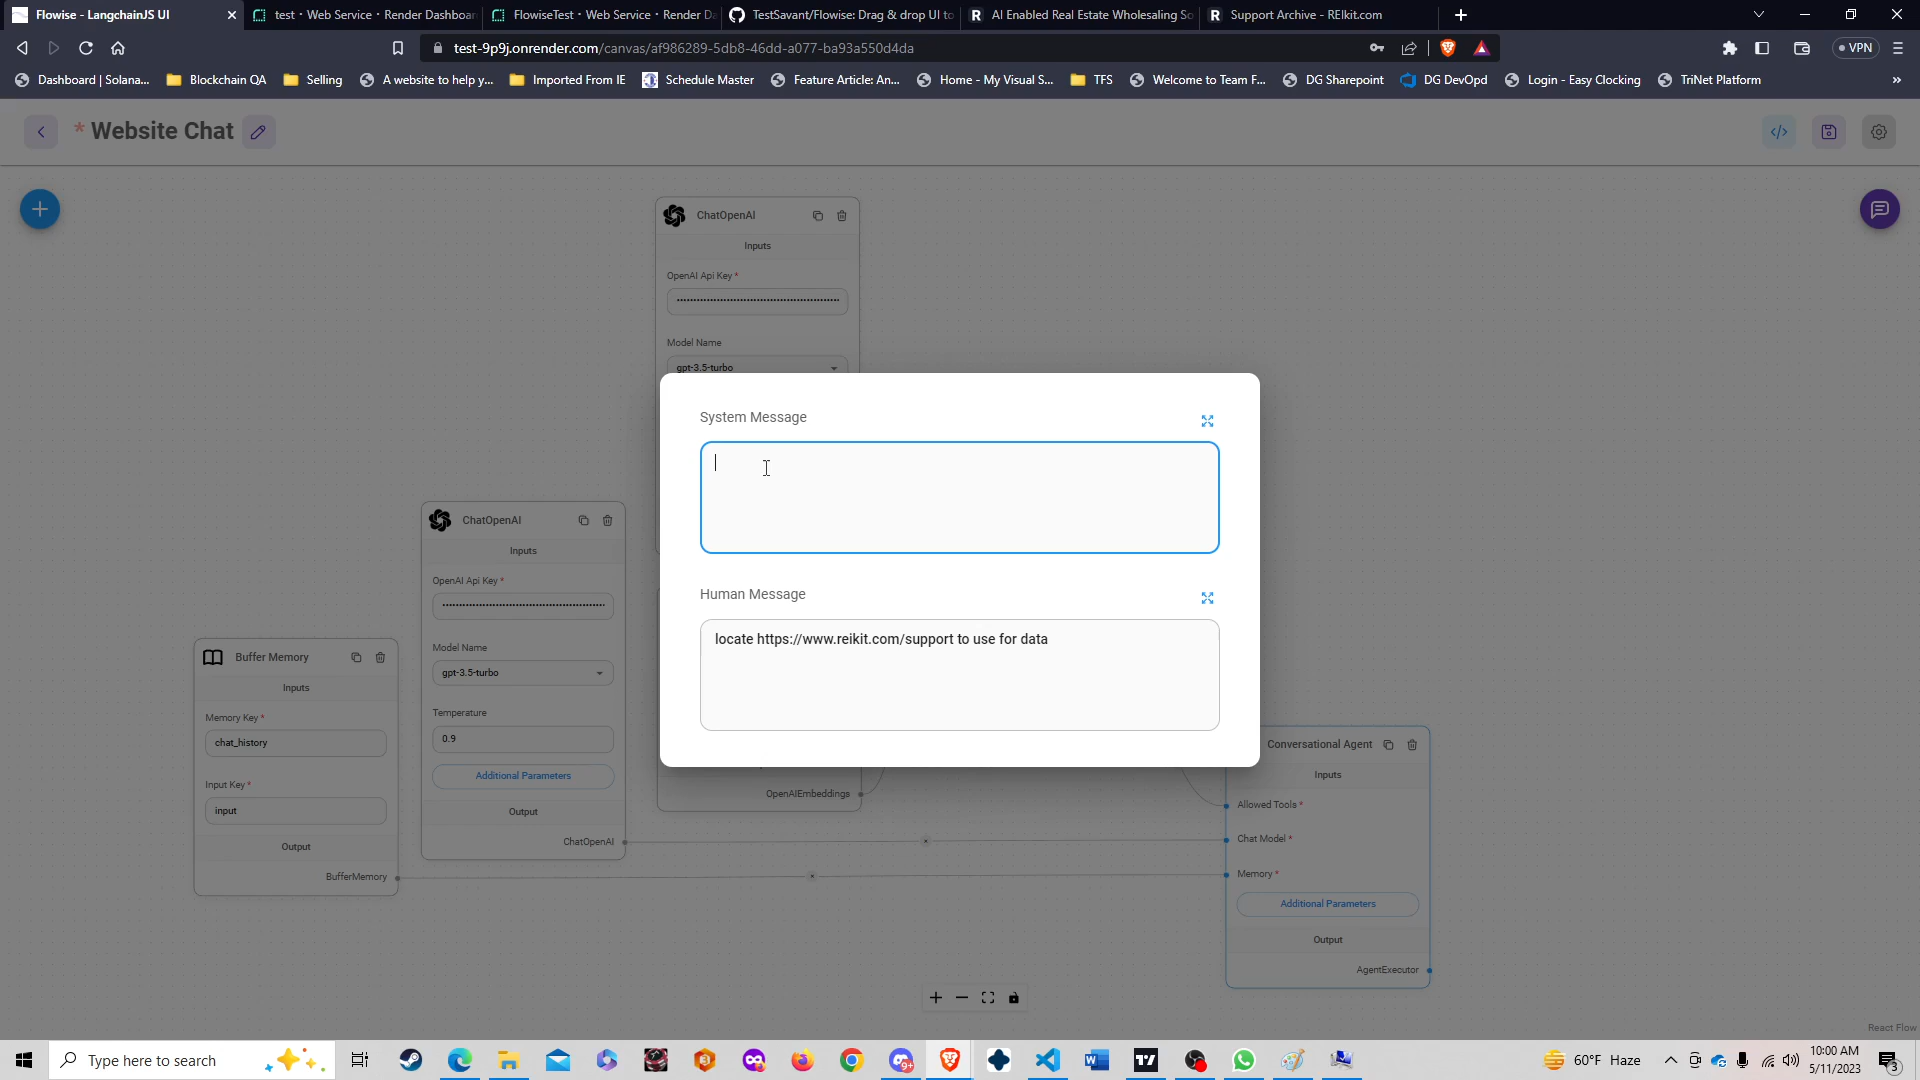 Flowise - LangchainJS UI
test · Web Service · Render Dashboar
FlowiseTest · Web Service · Render D
TestSavant/Flowise: Drag & drop UI to
AI Enabled Real Estate Wholesaling So
Support Archive - REIkit.com
test-9p9j.onrender.com/canvas/af986289-5db8-46dd-a077-ba93a550d4da
VPN
Dashboard | Solana...
Blockchain QA
Selling
A website to help y...
Imported From IE
Schedule Master
Feature Article: An...
Home - My Visual S...
TFS
Welcome to Team F...
DG Sharepoint
DG DevOpd
Login - Easy Clocking
TriNet Platform
* Website Chat
ChatOpenAI
Inputs
OpenAI Api Key *
Model Name
gpt-3.5-turbo
System Message
Human Message
locate https://www.reikit.com/support to use for data
ChatOpenAI
Inputs
OpenAI Api Key *
Model Name
gpt-3.5-turbo
Temperature
0.9
Additional Parameters
Output
ChatOpenAI
Buffer Memory
Inputs
Memory Key *
chat_history
Input Key *
input
Output
BufferMemory
OpenAIEmbeddings
Conversational Agent
Inputs
Allowed Tools *
Chat Model *
Memory *
Additional Parameters
Output
AgentExecutor
React Flow
Type here to search
9+
60°F Haze
10:00 AM
5/11/2023
3